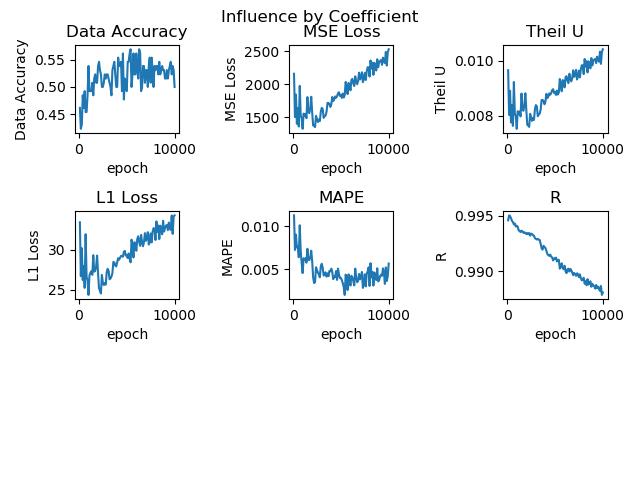 Influence by Coefficient
Data Accuracy
MSE Loss
Theil U
Data Accuracy
0.55
0.50
0.45
0
10000
epoch
MSE Loss
2500
2000
1500
0
10000
epoch
Theil U
0.010
0.008
0
10000
epoch
L1 Loss
MAPE
R
L1 Loss
30
25
0
10000
epoch
MAPE
0.010
0.005
0
10000
epoch
R
0.995
0.990
0
10000
epoch